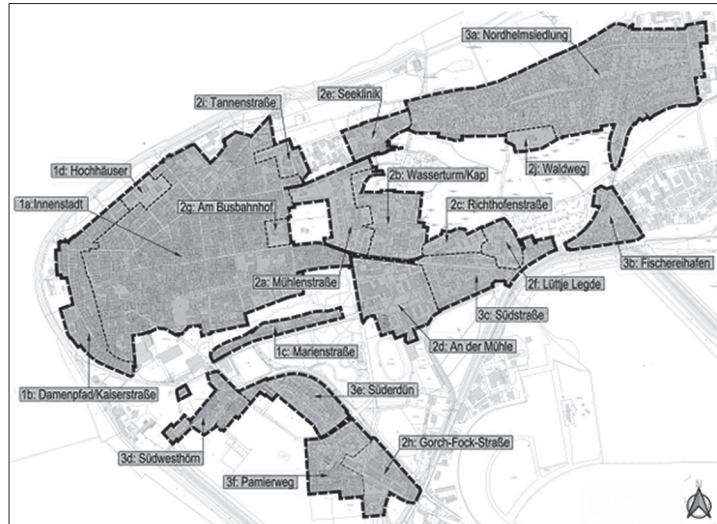 3a: Nordhelmsiedlung
2e: Seeklinik
2i: Tannenstraße
1d: Hochhäuser
2b: Wasserturm/Kap
2j: Waldweg
1a:Innenstadt
2g: Am Busbahnhof
2c: Richthofenstraße
3b: Fischereihafen
2a: Mühlenstraße
2f: Lüttje Legde
3c: Südstraße
2d: An der Mühle
1c: Marienstraße
1b: Damenpfad/Kaiserstraße
3e: Süderdün
3d: Südwesthörn
2h: Gorch-Fock-Straße
3f: Pamierweg
N